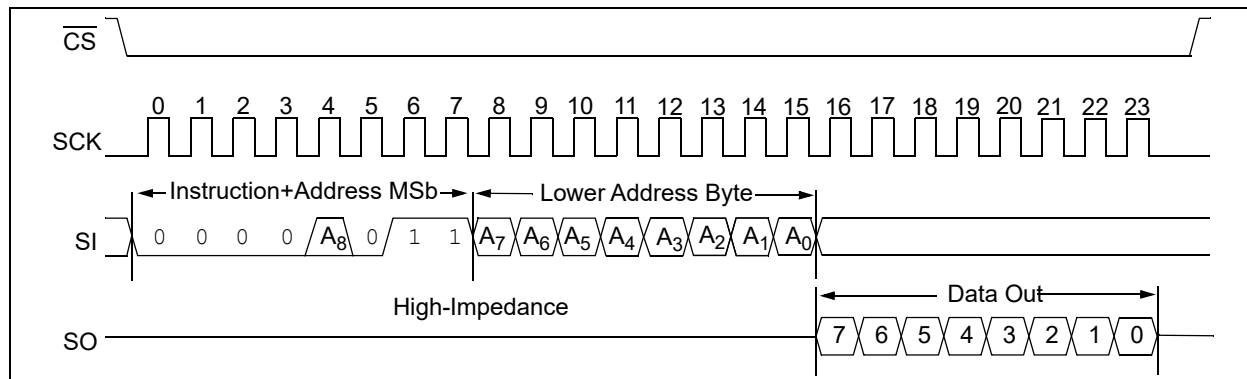 CS
0 1 2 3 4 5 6 7 8 9 10 11 12 13 14 15 16 17 18 19 20 21 22 23
SCK
Instruction+Address MSb Lower Address Byte
SI 0 0 0 0 A8 0 1 1 A7 A6 A5 A4 A3 A2 A1 A0
High-Impedance Data Out
SO 7 6 5 4 3 2 1 0